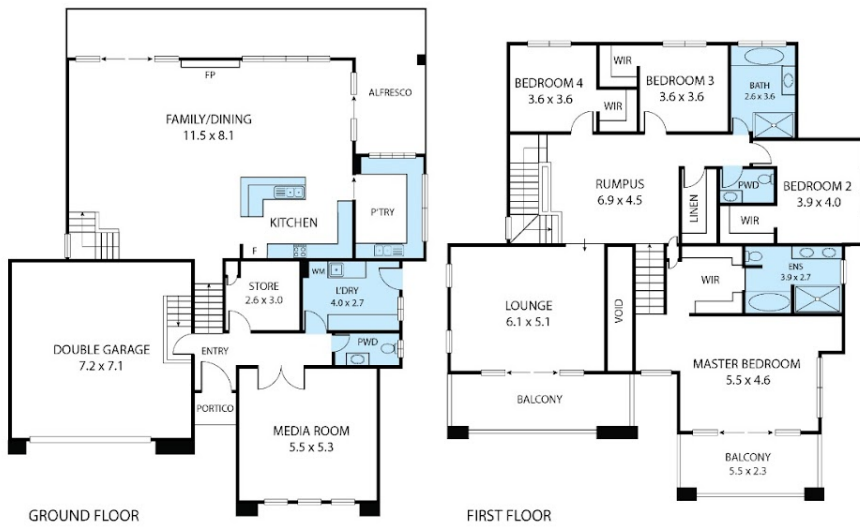 FP
FAMILY/DINING
11.5 x 8.1
ALFRESCO
KITCHEN
P'TRY
F
WM
STORE
2.6 x 3.0
L'DRY
4.0 x 2.7
DOUBLE GARAGE
7.2 x 7.1
ENTRY
PWD
PORTICO
MEDIA ROOM
5.5 x 5.3
GROUND FLOOR
BEDROOM 4
3.6 x 3.6
WIR
WIR
BEDROOM 3
3.6 x 3.6
BATH
2.6 x 3.6
RUMPUS
6.9 x 4.5
LINEN
PWD
BEDROOM 2
3.9 x 4.0
WIR
LOUNGE
6.1 x 5.1
VOID
WIR
ENS
3.9 x 2.7
MASTER BEDROOM
5.5 x 4.6
BALCONY
BALCONY
5.5 x 2.3
FIRST FLOOR